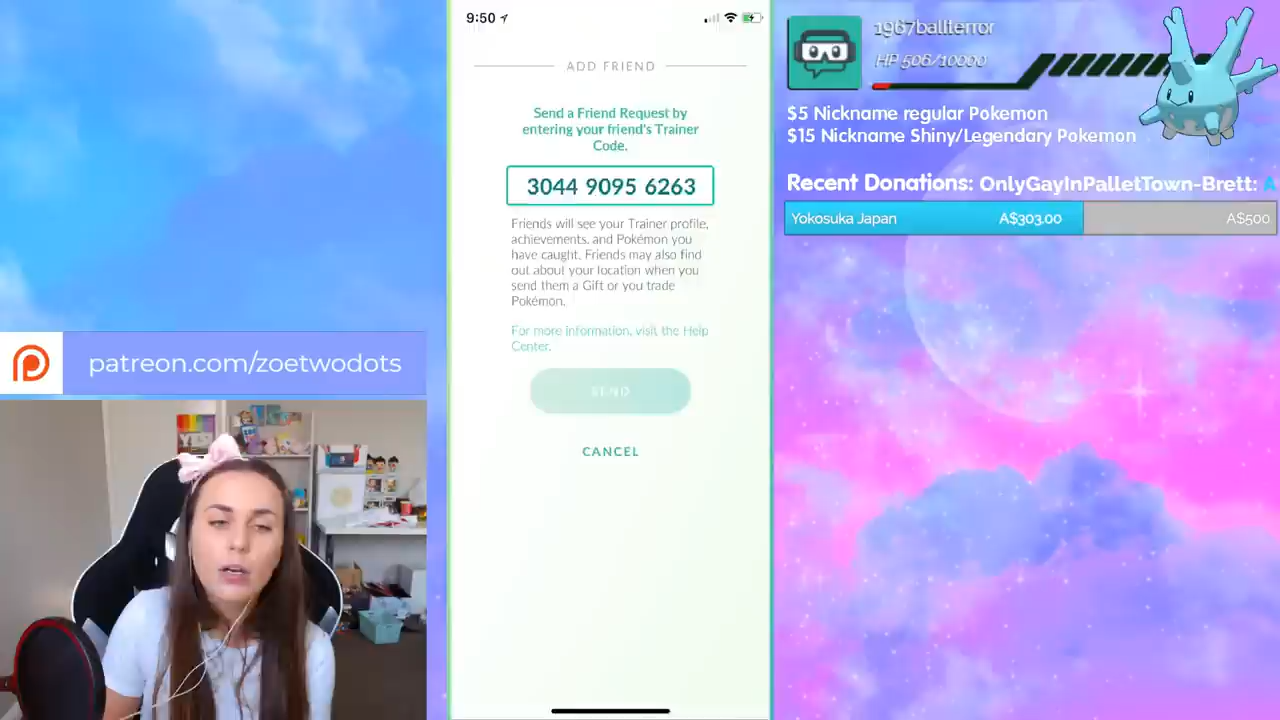 9:50
ADD FRIEND
Send a Friend Request by
entering your friend's Trainer
Code.
3044 9095 6263
Friends will see your Trainer profile,
achievements, and Pokémon you
have caught. Friends may also find
out about your location when you
send them a Gift or you trade
Pokémon.
For more information, visit the Help
Center.
SEND
CANCEL
patreon.com/zoetwodots
1967ballterror
HP 506/10000
$5 Nickname regular Pokemon
$15 Nickname Shiny/Legendary Pokemon
Recent Donations: OnlyGayInPalletTown-Brett: A
Yokosuka Japan A$303.00 A$500